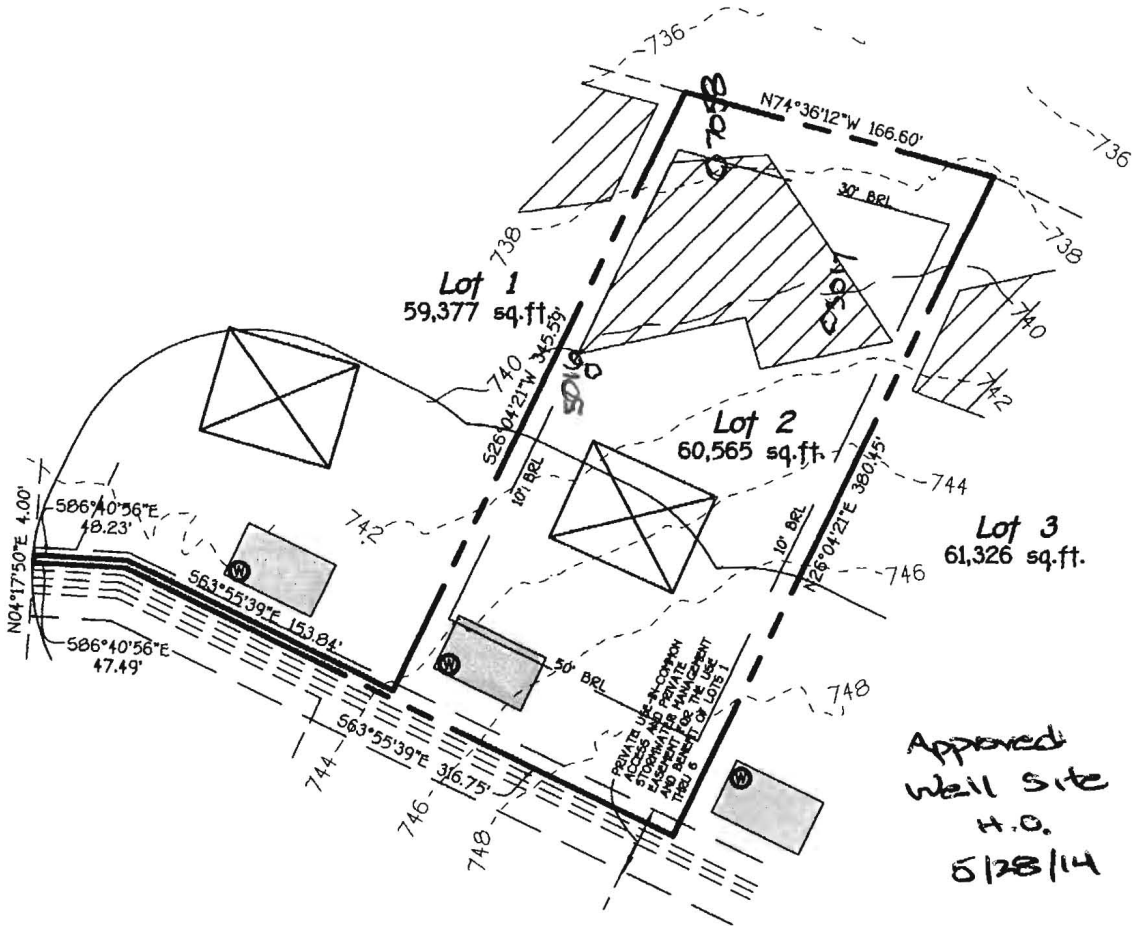 736
N74°36'12"W 166.60'
736
7058
30' BRL
738
738
Lot 1
59,377 sq.ft.
740
740
742
S26°04'21"W 345.59'
Lot 2
60,565 sq.ft.
10' BRL
744
N26°04'21"E 380.45'
Lot 3
61,326 sq.ft.
10' BRL
746
N04°17'50"E 4.00'
S86°40'56"E
48.23'
742
W
S63°55'39"E 153.84'
S86°40'56"E
47.49'
W
50' BRL
PRIVATE USE-IN-COMMON
ACCESS AND PRIVATE
STORMWATER MANAGEMENT
EASEMENT FOR THE USE
AND BENEFIT OF LOTS 1
THRU 6
748
S63°55'39"E 316.75'
744
746
748
W
Approved
Well Site
H.O.
5/28/14